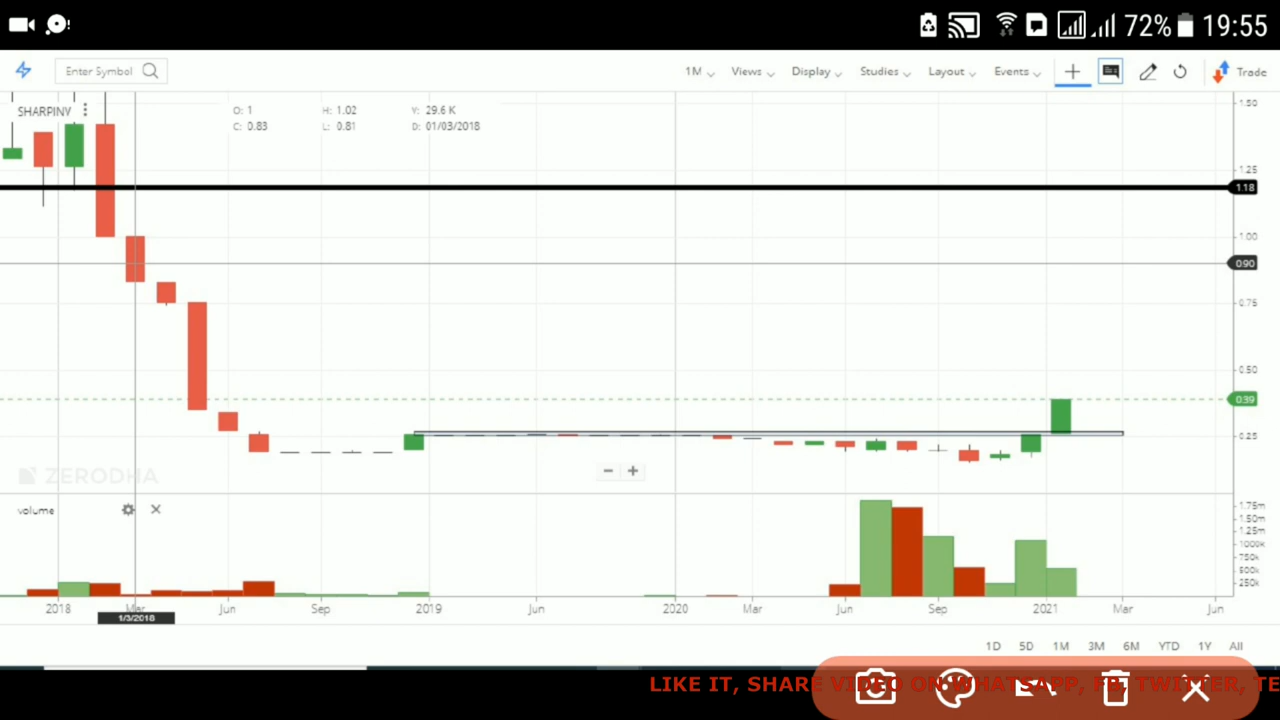 72% 19:55
Enter Symbol 1M Views Display Studies Layout Events Trade
SHARPINV O: 1 H: 1.02 V: 29.6 K
C: 0.83 L: 0.81 D: 01/03/2018
1.50
1.25
1.18
1.00
0.90
0.75
0.50
0.39
0.25
ZERODHA
volume
1.75m
1.50m
1.25m
1000k
750k
500k
250k
2018 Mar Jun Sep 2019 Jun 2020 Mar Jun Sep 2021 Mar Jun
1/3/2018
1D 5D 1M 3M 6M YTD 1Y All
LIKE IT, SHARE VIDEO ON WHATSAPP, FB, TWITTER, TE